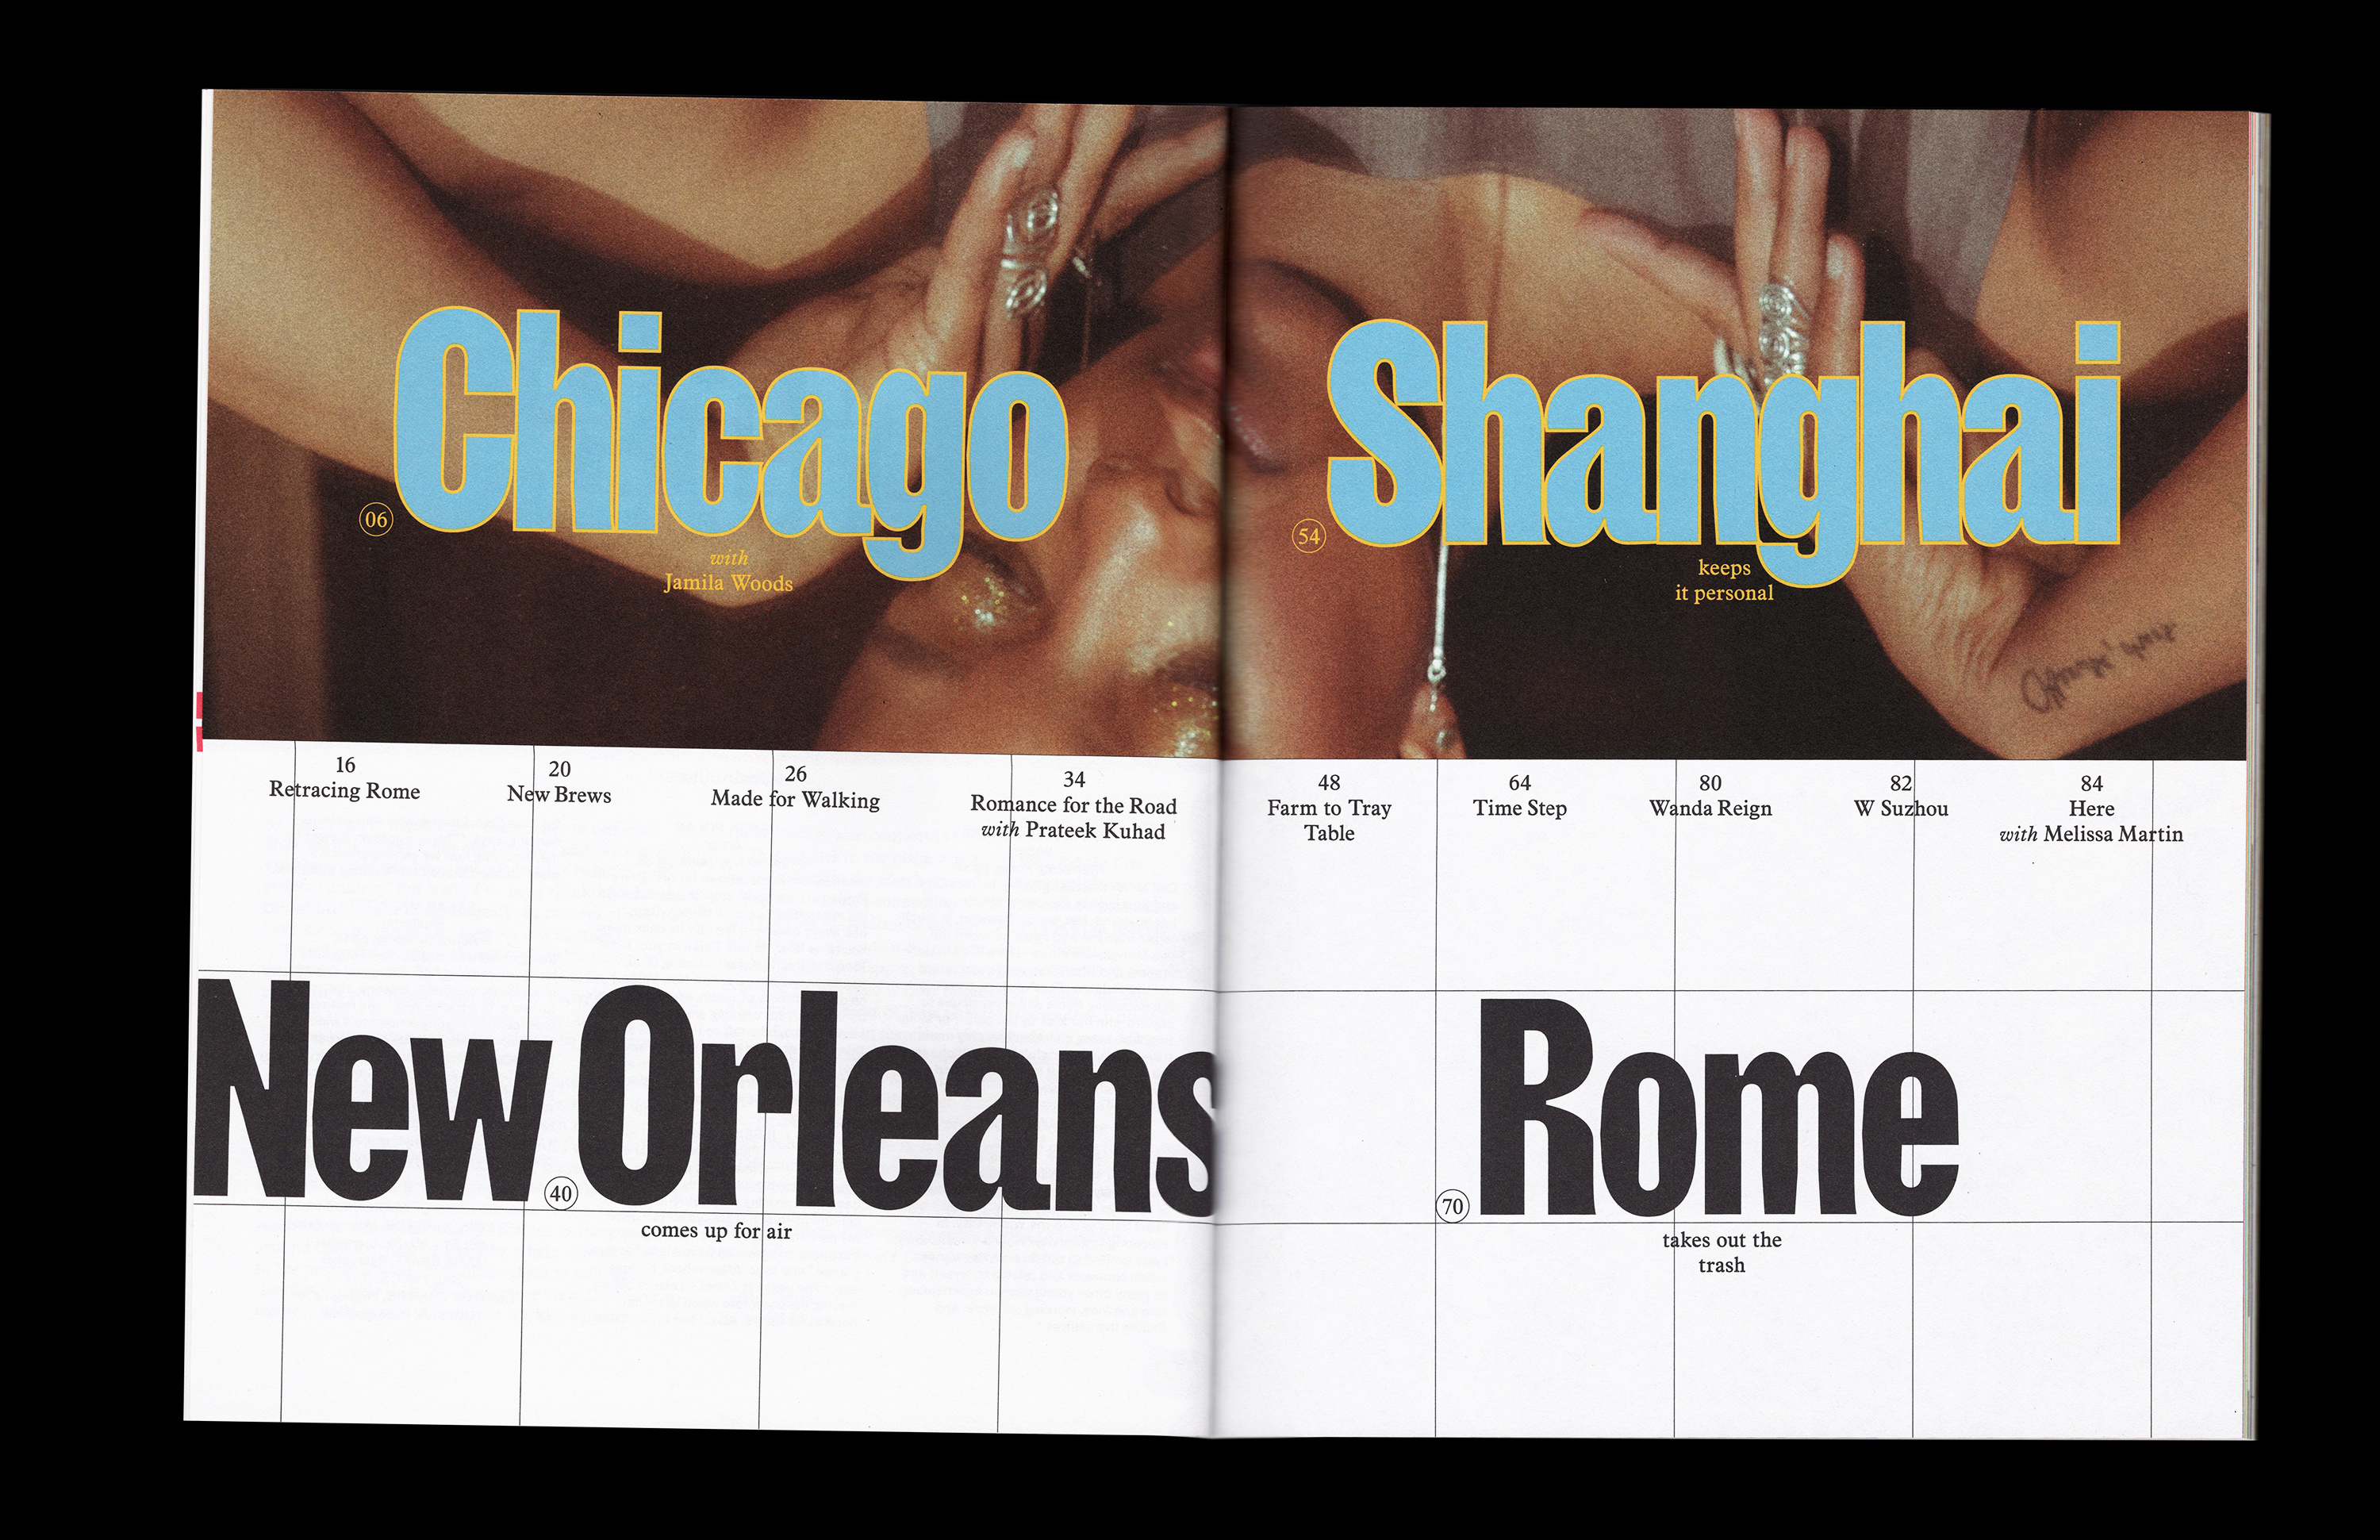 Chicago
06
with
Jamila Woods
Shanghai
54
keeps
it personal
16
Retracing Rome
20
New Brews
26
Made for Walking
34
Romance for the Road
with Prateek Kuhad
48
Farm to Tray
Table
64
Time Step
80
Wanda Reign
82
W Suzhou
84
Here
with Melissa Martin
New Orleans
40
comes up for air
Rome
70
takes out the
trash